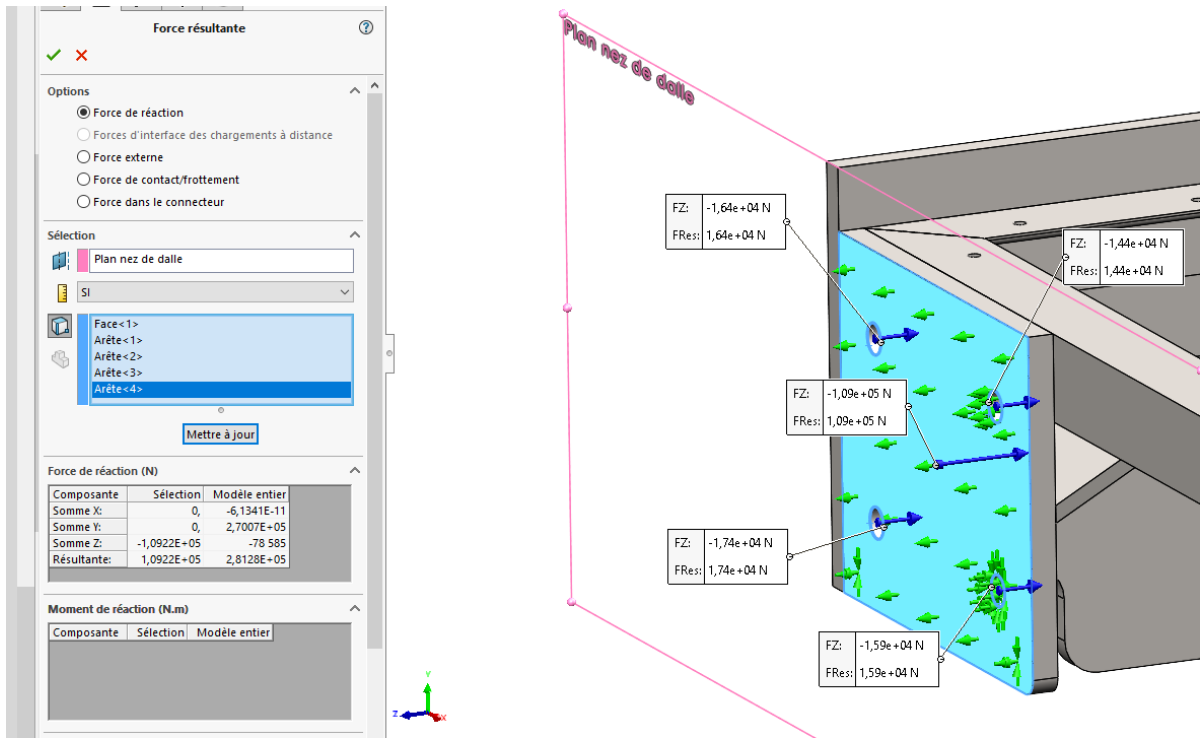 Force résultante
Options
Force de réaction
Forces d'interface des chargements à distance
Force externe
Force de contact/frottement
Force dans le connecteur
Sélection
Plan nez de dalle
SI
Face<1>
Arête<1>
Arête<2>
Arête<3>
Arête<4>
Mettre à jour
Force de réaction (N)
Composante Sélection Modèle entier
Somme X: 0, -6,1341E-11
Somme Y: 0, 2,7007E+05
Somme Z: -1,0922E+05 -78 585
Résultante: 1,0922E+05 2,8128E+05
Moment de réaction (N.m)
Composante Sélection Modèle entier
Plan nez de dalle
FZ: -1,64e+04 N
FRes: 1,64e+04 N
FZ: -1,44e+04 N
FRes: 1,44e+04 N
FZ: -1,09e+05 N
FRes: 1,09e+05 N
FZ: -1,74e+04 N
FRes: 1,74e+04 N
FZ: -1,59e+04 N
FRes: 1,59e+04 N
Y
Z
X